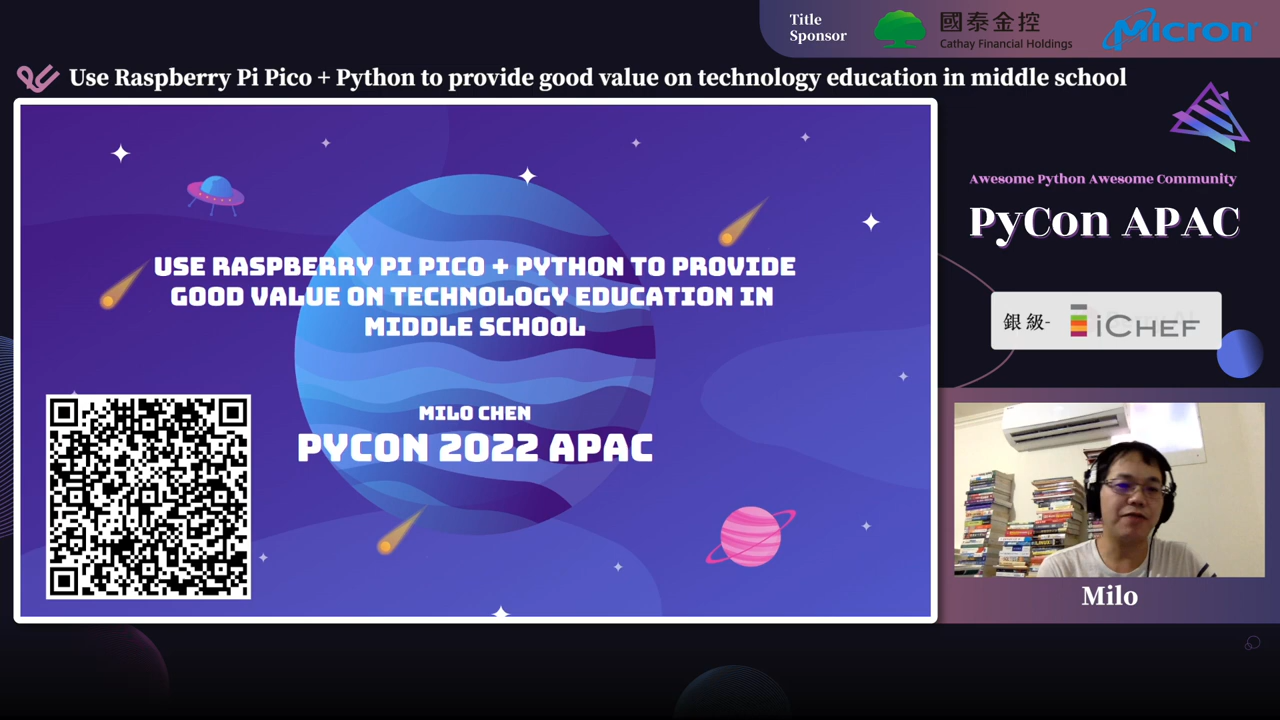 Title
Sponsor
國泰金控
Cathay Financial Holdings
Micron
Use Raspberry Pi Pico + Python to provide good value on technology education in middle school
USE RASPBERRY PI PICO + PYTHON TO PROVIDE
GOOD VALUE ON TECHNOLOGY EDUCATION IN
MIDDLE SCHOOL
MILO CHEN
PYCON 2022 APAC
Awesome Python Awesome Community
PyCon APAC
銀級-
iCHEF
Milo